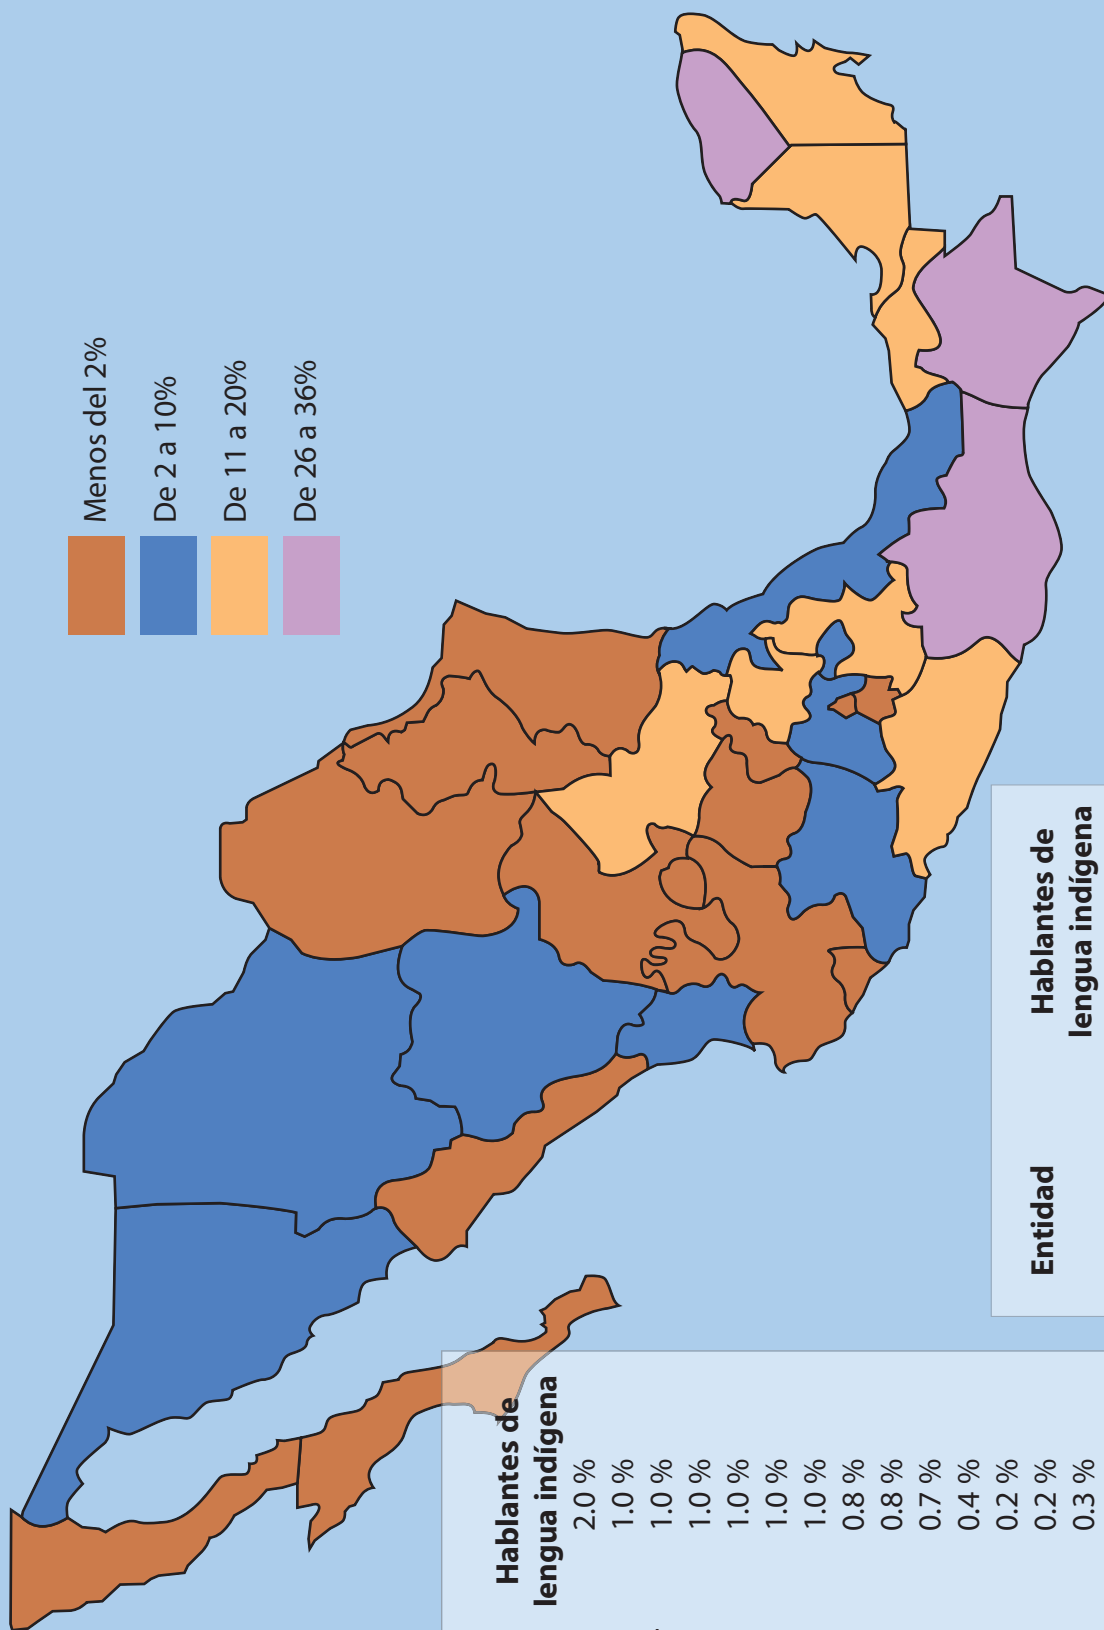 Menos del 2%
De 2 a 10%
De 11 a 20%
De 26 a 36%
Hablantes de
lengua indígena
2.0 %
1.0 %
1.0 %
1.0 %
1.0 %
1.0 %
1.0 %
0.8 %
0.8 %
0.7 %
0.4 %
0.2 %
0.2 %
0.3 %
Entidad
Hablantes de
lengua indígena